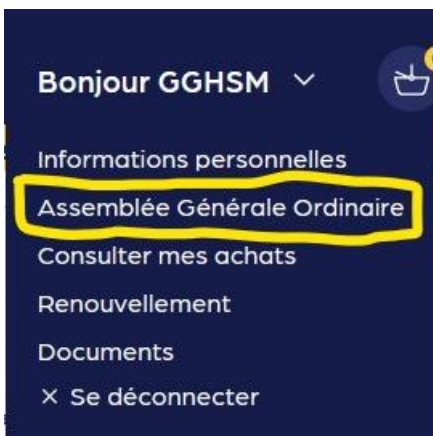 Bonjour GGHSM
Informations personnelles
Assemblée Générale Ordinaire
Consulter mes achats
Renouvellement
Documents
× Se déconnecter